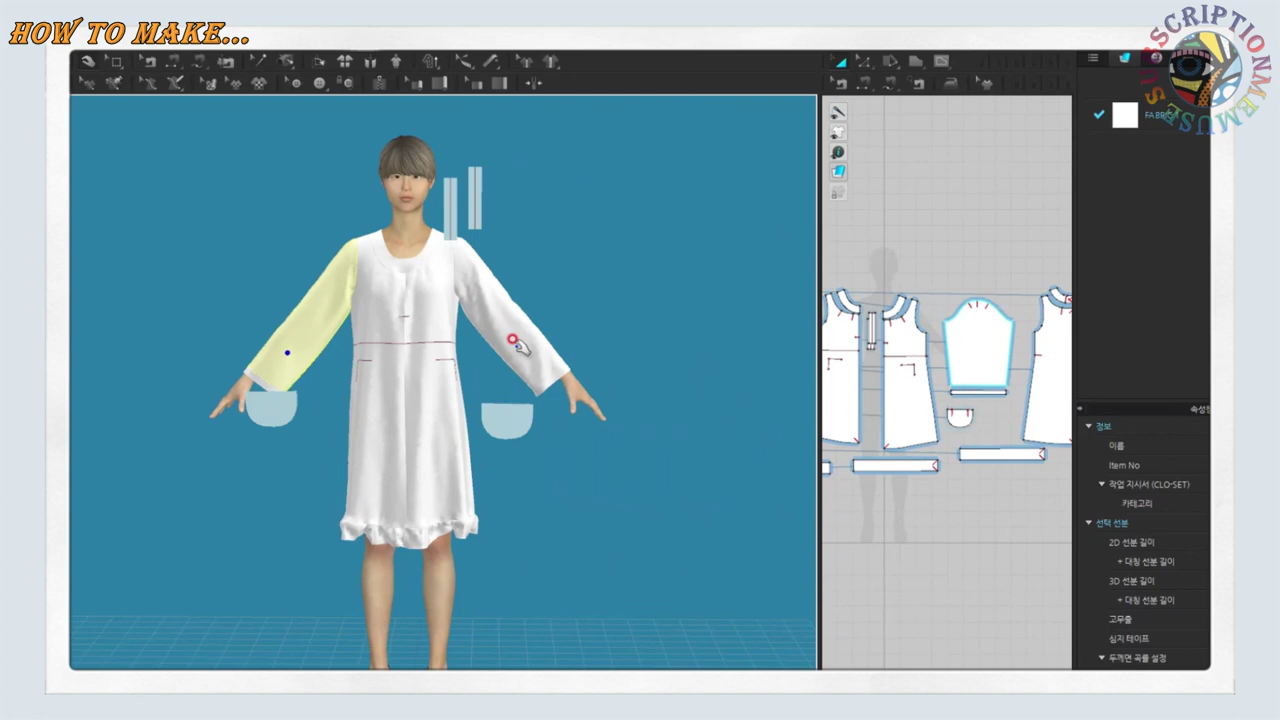 HOW TO MAKE...
SUBSCRIPTIONMEMUSE
FABRIC
속성창
정보
이름
Item No
작업 지시서 (CLO-SET)
카테고리
선택 선분
2D 선분 길이
+ 대칭 선분 길이
3D 선분 길이
+ 대칭 선분 길이
고무줄
심지 테이프
두꺼면 곡률 설정